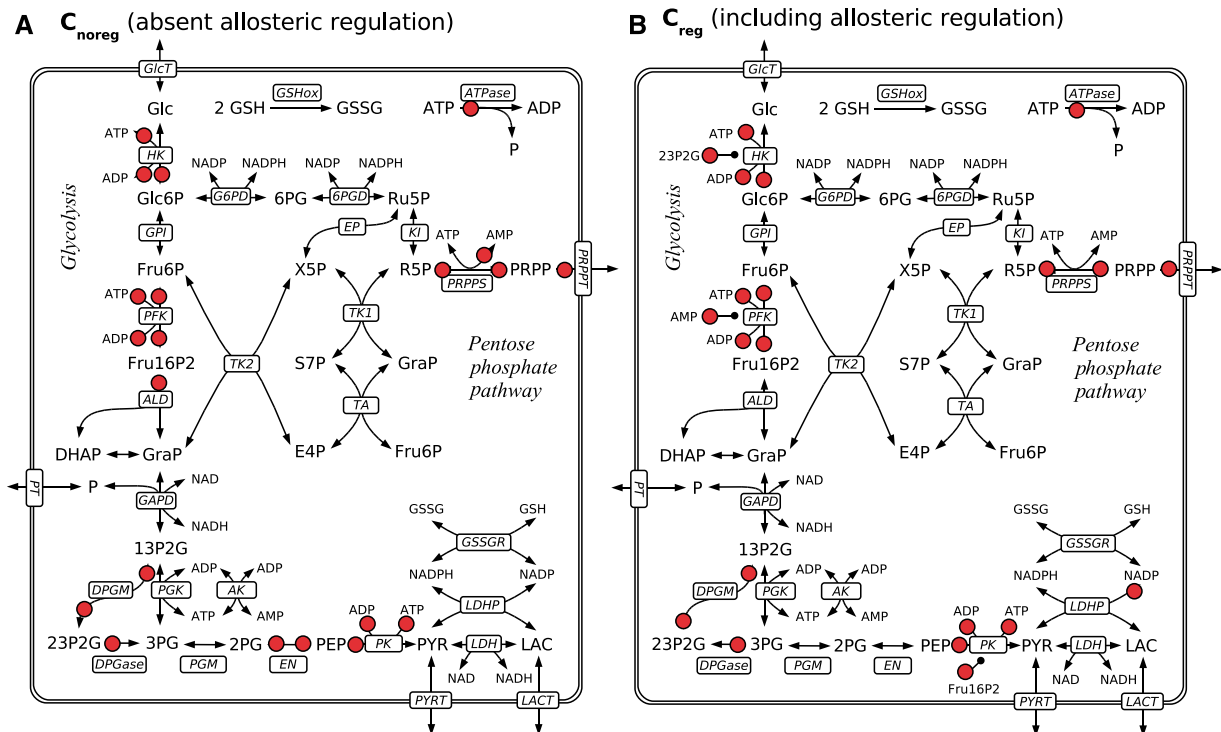 A C_noreg (absent allosteric regulation)
GlcT
Glc
2 GSH GSHox GSSG
ATP ATPase ADP
P
ATP
HK
ADP
Glycolysis
NADP NADPH NADP NADPH
Glc6P G6PD 6PG 6PGD Ru5P
GPI
EP
KI
ATP AMP
Fru6P X5P R5P PRPP PRPPT
PRPPS
ATP
PFK
ADP
TK1
Fru16P2 TK2 S7P GraP
Pentose
phosphate
pathway
ALD
TA
DHAP GraP E4P Fru6P
PT P
NAD
GAPD
NADH
GSSG GSH
GSSGR
13P2G
NADPH NADP
DPGM PGK ADP AK ADP
ATP AMP
LDHP
ADP ATP
23P2G 3PG 2PG PEP PK PYR LDH LAC
DPGase PGM EN
NAD NADH
PYRT LACT
B C_reg (including allosteric regulation)
GlcT
Glc
2 GSH GSHox GSSG
ATP ATPase ADP
P
ATP
23P2G HK
ADP
Glycolysis
NADP NADPH NADP NADPH
Glc6P G6PD 6PG 6PGD Ru5P
GPI
EP
KI
ATP AMP
Fru6P X5P R5P PRPP PRPPT
PRPPS
ATP
AMP PFK
ADP
TK1
Fru16P2 TK2 S7P GraP
Pentose
phosphate
pathway
ALD
TA
DHAP GraP E4P Fru6P
PT P
NAD
GAPD
NADH
GSSG GSH
GSSGR
13P2G
NADPH NADP
DPGM PGK ADP AK ADP
ATP AMP
LDHP
ADP ATP
23P2G 3PG 2PG PEP PK PYR LDH LAC
DPGase PGM EN
Fru16P2
NAD NADH
PYRT LACT